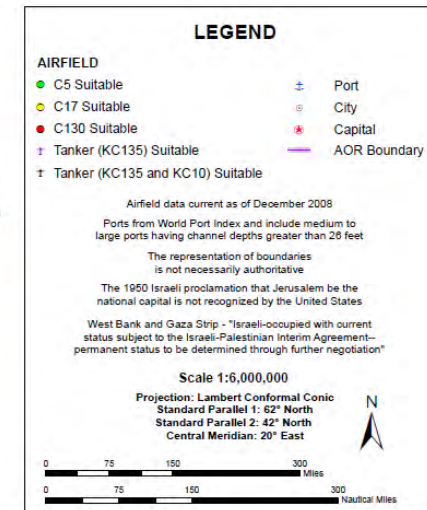 LEGEND
AIRFIELD
C5 Suitable
Port
C17 Suitable
City
C130 Suitable
Capital
Tanker (KC135) Suitable
AOR Boundary
Tanker (KC135 and KC10) Suitable
Airfield data current as of December 2008
Ports from World Port Index and include medium to
large ports having channel depths greater than 26 feet
The representation of boundaries
is not necessarily authoritative
The 1950 Israeli proclamation that Jerusalem be the
national capital is not recognized by the United States
West Bank and Gaza Strip - "Israeli-occupied with current
status subject to the Israeli-Palestinian Interim Agreement--
permanent status to be determined through further negotiation"
Scale 1:6,000,000
Projection: Lambert Conformal Conic
Standard Parallel 1: 62° North
Standard Parallel 2: 42° North
Central Meridian: 20° East
N
0 75 150 300
Miles
0 75 150 300
Nautical Miles